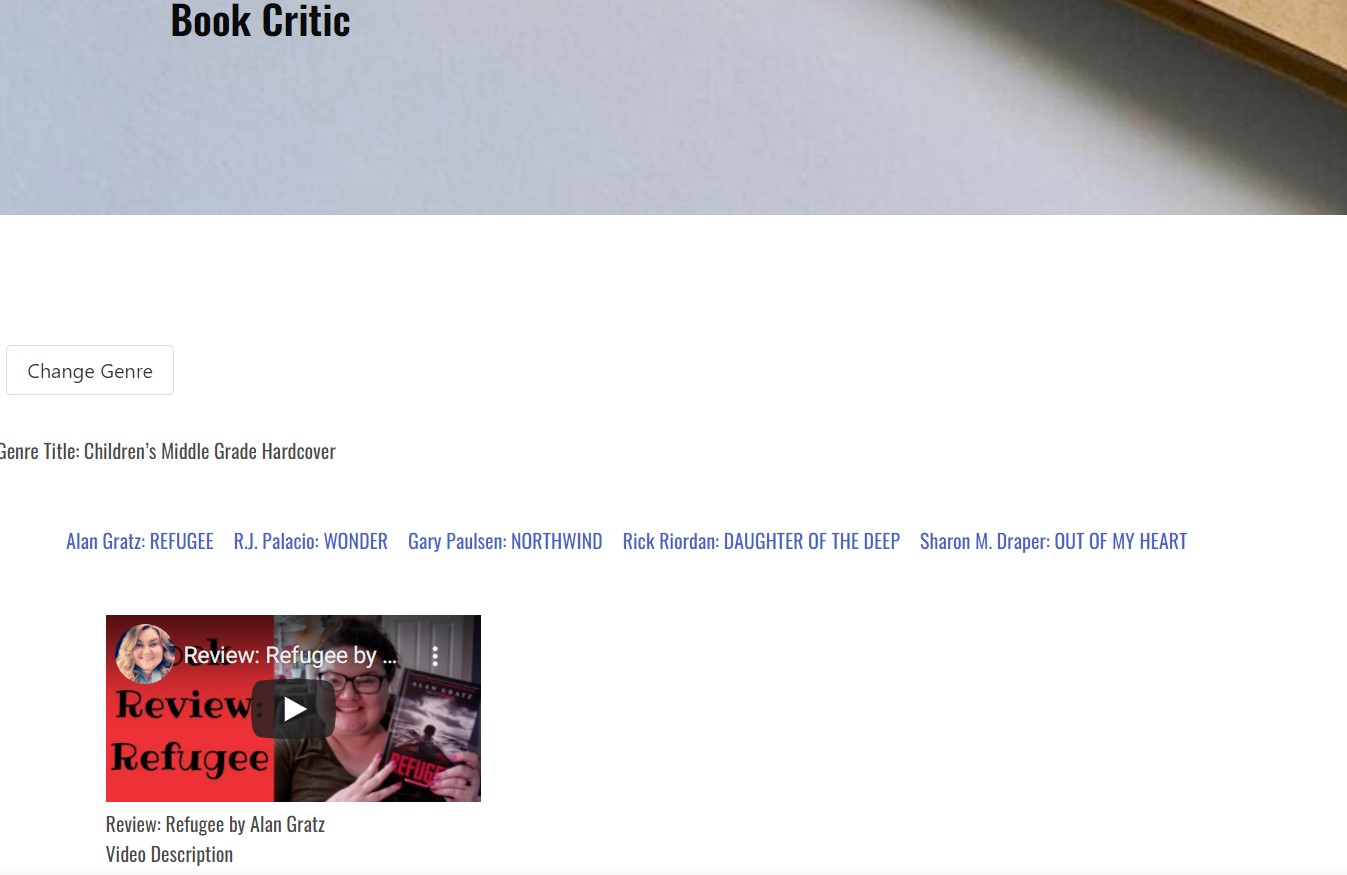 Book Critic
Change Genre
Genre Title: Children’s Middle Grade Hardcover
Alan Gratz: REFUGEE R.J. Palacio: WONDER Gary Paulsen: NORTHWIND Rick Riordan: DAUGHTER OF THE DEEP Sharon M. Draper: OUT OF MY HEART
Review: Refugee by ...
Review:
Refugee
ALAN GRATZ
REFUGEE
Review: Refugee by Alan Gratz
Video Description